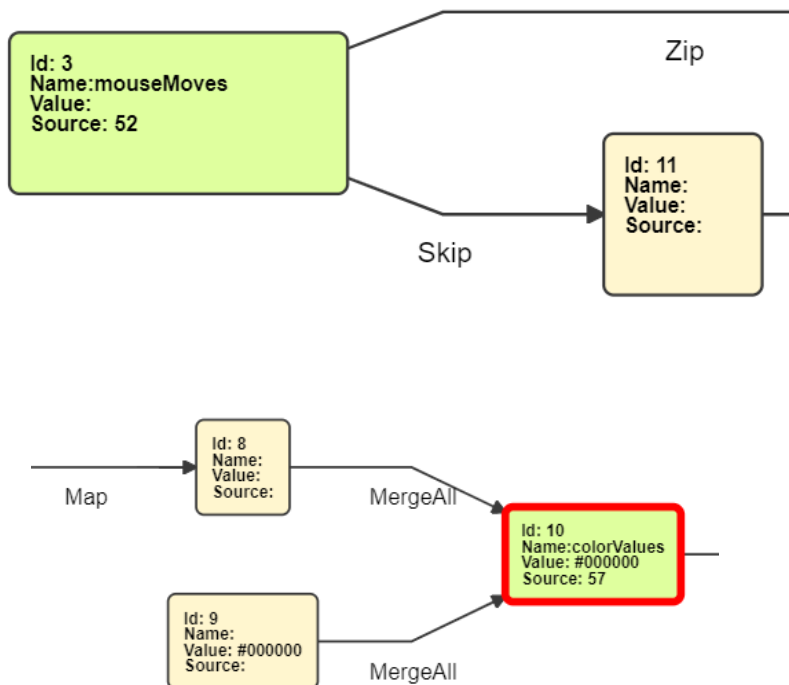 Id: 3
Name:mouseMoves
Value:
Source: 52
Zip
Id: 11
Name:
Value:
Source:
Skip
Id: 8
Name:
Value:
Source:
Map
MergeAll
Id: 10
Name:colorValues
Value: #000000
Source: 57
Id: 9
Name:
Value: #000000
Source:
MergeAll